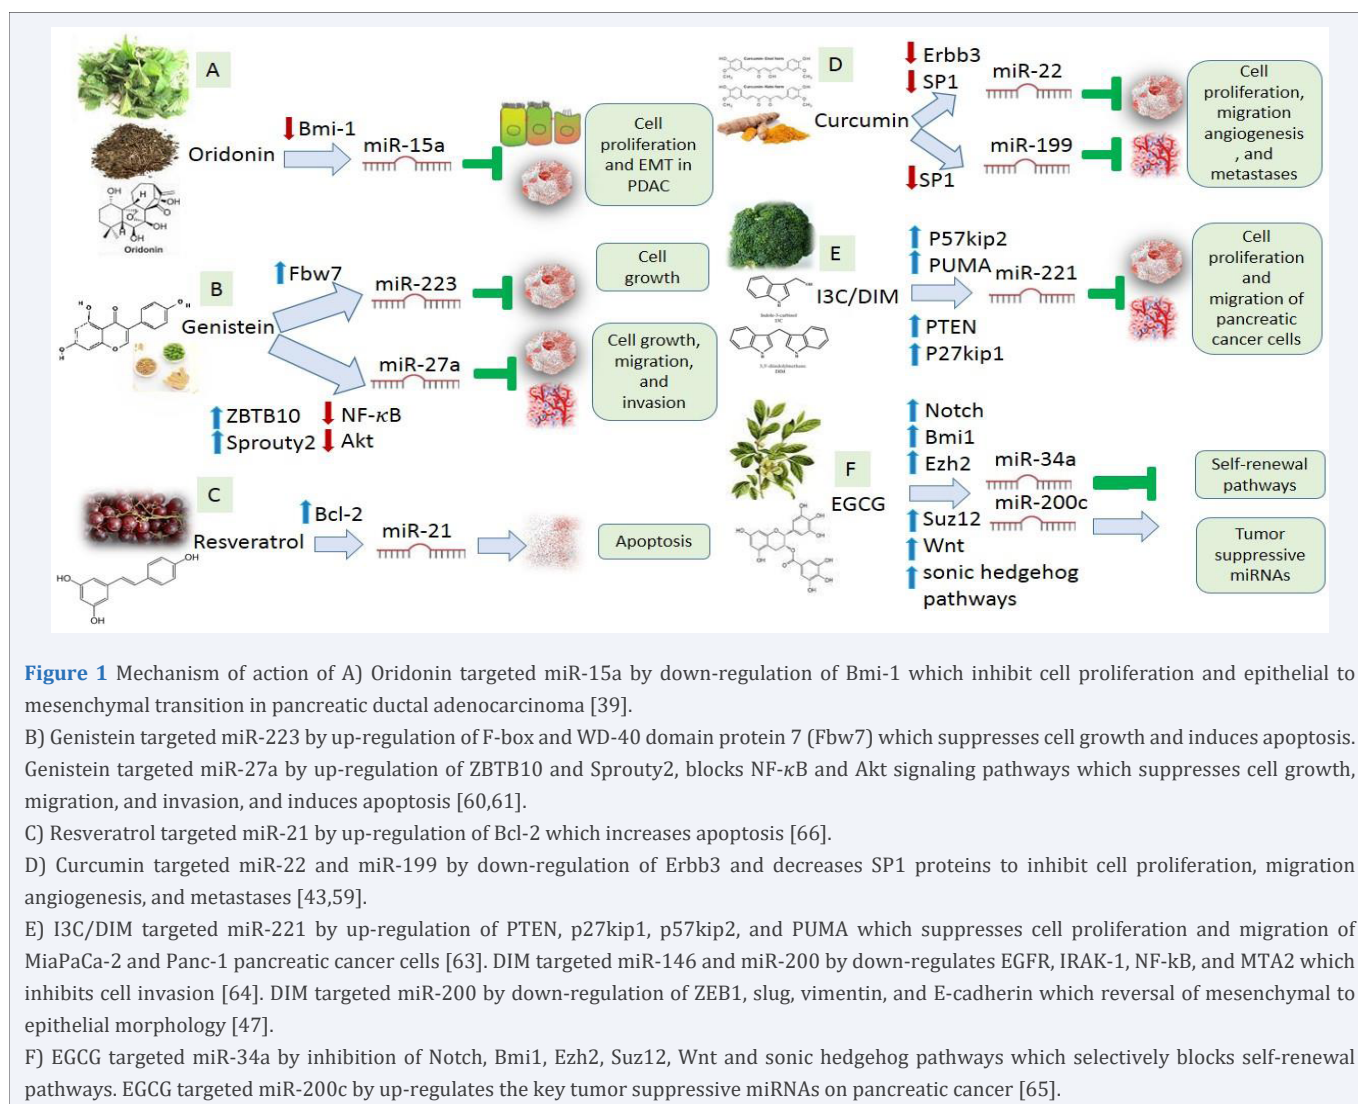 A
Bmi-1
Oridonin
miR-15a
Cell
proliferation
and EMT in
PDAC
OH
H
OH
O
O
OH
H
H
OH
Oridonin
B
Fbw7
Genistein
miR-223
Cell
growth
miR-27a
Cell growth,
migration,
and
invasion
ZBTB10
NF-κB
Sprouty2
Akt
C
Bcl-2
Resveratrol
miR-21
Apoptosis
HO
OH
OH
D
Erbb3
SP1
miR-22
Curcumin
miR-199
SP1
Cell
proliferation,
migration
angiogenesis
, and
metastases
E
P57kip2
PUMA
I3C/DIM
miR-221
PTEN
P27kip1
Cell
proliferation
and
migration of
pancreatic
cancer cells
F
Notch
Bmi1
Ezh2
EGCG
miR-34a
miR-200c
Suz12
Wnt
sonic hedgehog
pathways
Self-renewal
pathways
Tumor
suppressive
miRNAs
Figure 1 Mechanism of action of A) Oridonin targeted miR-15a by down-regulation of Bmi-1 which inhibit cell proliferation and epithelial to
mesenchymal transition in pancreatic ductal adenocarcinoma [39].
B) Genistein targeted miR-223 by up-regulation of F-box and WD-40 domain protein 7 (Fbw7) which suppresses cell growth and induces apoptosis.
Genistein targeted miR-27a by up-regulation of ZBTB10 and Sprouty2, blocks NF-κB and Akt signaling pathways which suppresses cell growth,
migration, and invasion, and induces apoptosis [60,61].
C) Resveratrol targeted miR-21 by up-regulation of Bcl-2 which increases apoptosis [66].
D) Curcumin targeted miR-22 and miR-199 by down-regulation of Erbb3 and decreases SP1 proteins to inhibit cell proliferation, migration
angiogenesis, and metastases [43,59].
E) I3C/DIM targeted miR-221 by up-regulation of PTEN, p27kip1, p57kip2, and PUMA which suppresses cell proliferation and migration of
MiaPaCa-2 and Panc-1 pancreatic cancer cells [63]. DIM targeted miR-146 and miR-200 by down-regulates EGFR, IRAK-1, NF-kB, and MTA2 which
inhibits cell invasion [64]. DIM targeted miR-200 by down-regulation of ZEB1, slug, vimentin, and E-cadherin which reversal of mesenchymal to
epithelial morphology [47].
F) EGCG targeted miR-34a by inhibition of Notch, Bmi1, Ezh2, Suz12, Wnt and sonic hedgehog pathways which selectively blocks self-renewal
pathways. EGCG targeted miR-200c by up-regulates the key tumor suppressive miRNAs on pancreatic cancer [65].